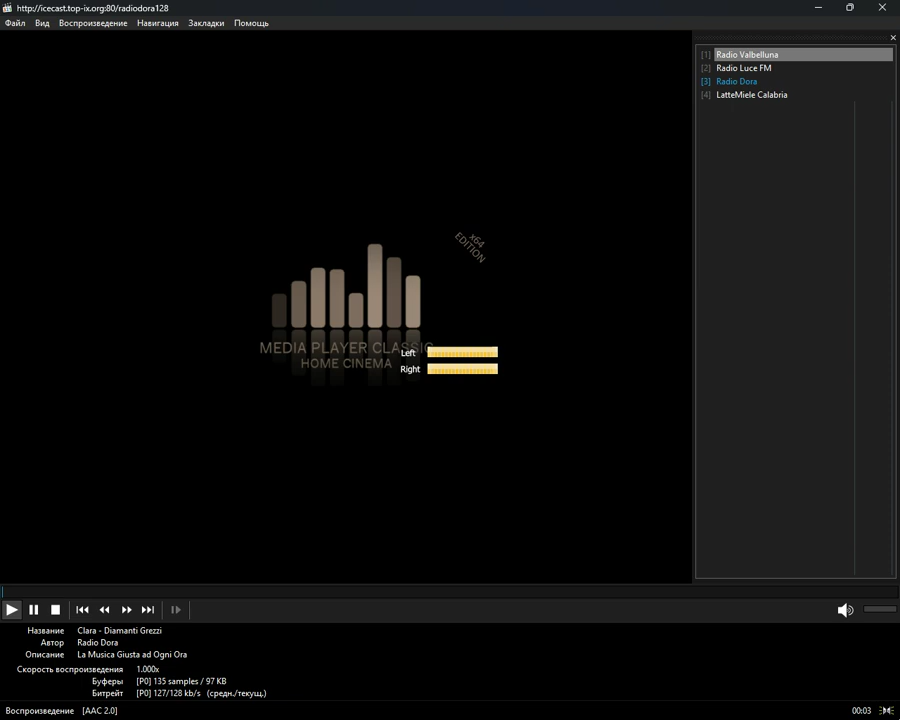 http://icecast.top-ix.org:80/radiodora128
Файл Вид Воспроизведение Навигация Закладки Помощь
[1] Radio Valbelluna
[2] Radio Luce FM
[3] Radio Dora
[4] LatteMiele Calabria
x64
EDITION
MEDIA PLAYER CLASSIC
HOME CINEMA
Left
Right
Название Clara - Diamanti Grezzi
Автор Radio Dora
Описание La Musica Giusta ad Ogni Ora
Скорость воспроизведения 1.000x
Буферы [P0] 135 samples / 97 KB
Битрейт [P0] 127/128 kb/s (средн./текущ.)
Воспроизведение [AAC 2.0] 00:03